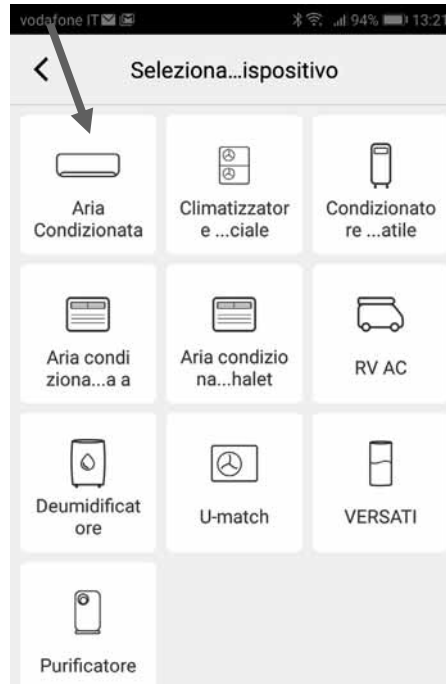 vodafone IT 94% 13:21
Seleziona...ispositivo
Aria
Condizionata
Climatizzator
e ...ciale
Condizionato
re ...atile
Aria condi
ziona...a a
Aria condizio
na...halet
RV AC
Deumidificat
ore
U-match
VERSATI
Purificatore